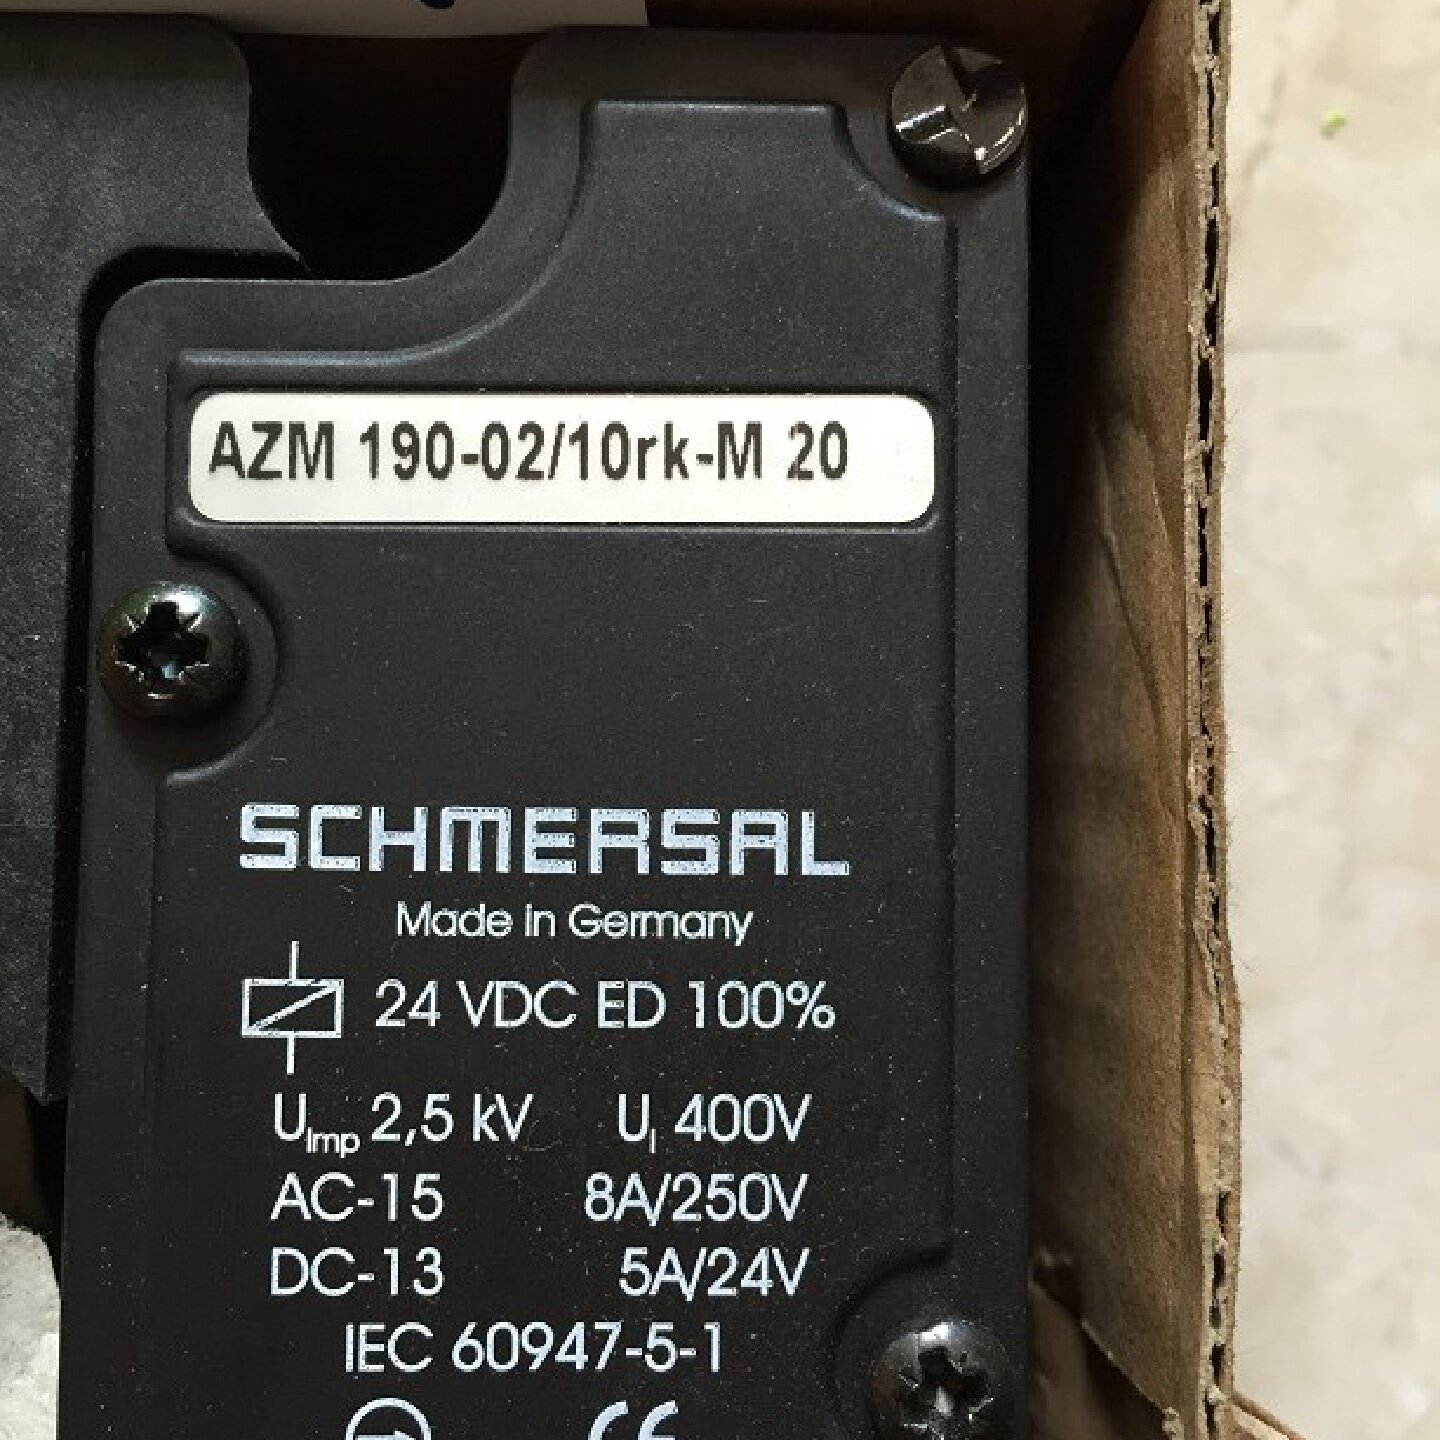 AZM 190-02/10rk-M 20
SCHMERSAL
Made in Germany
24 VDC ED 100%
Uimp 2,5 kV Ui 400V
AC-15 8A/250V
DC-13 5A/24V
IEC 60947-5-1
CE